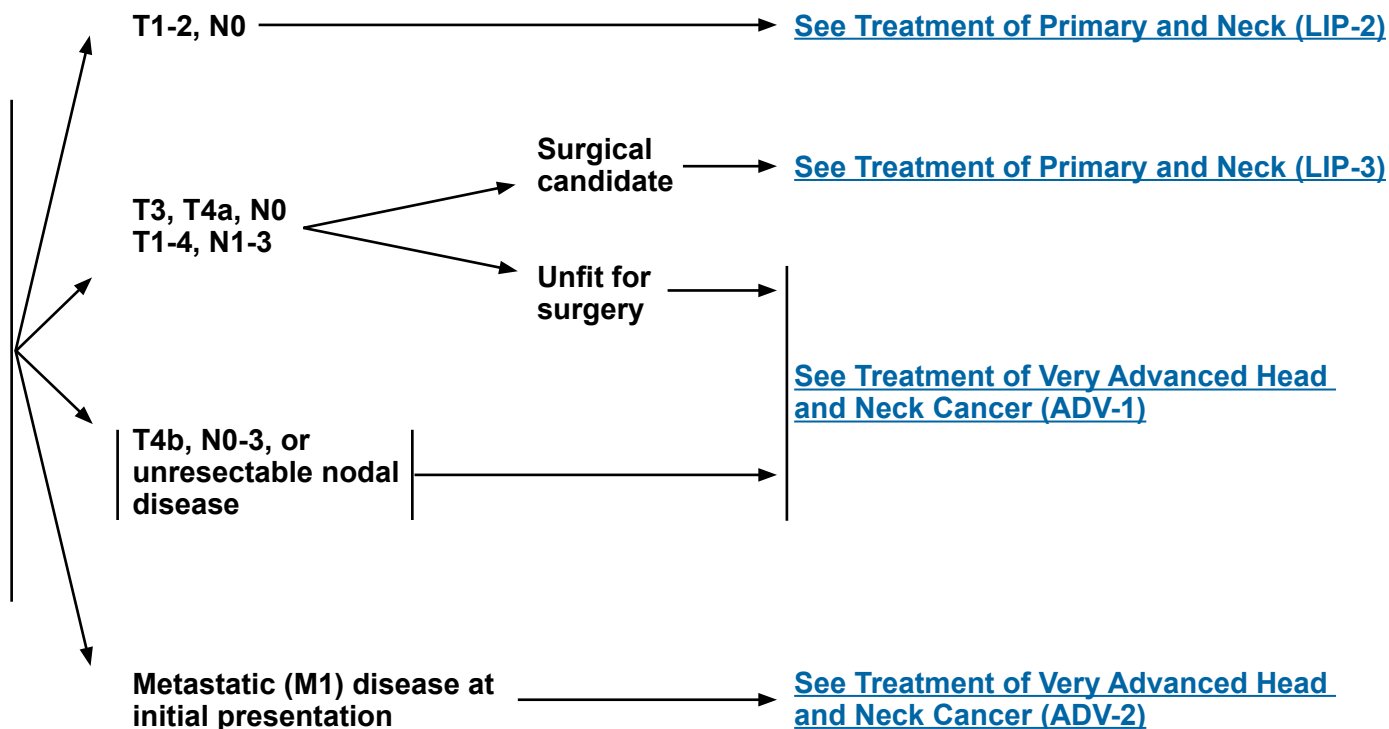 T1-2, N0
See Treatment of Primary and Neck (LIP-2)
Surgical
candidate
See Treatment of Primary and Neck (LIP-3)
T3, T4a, N0
T1-4, N1-3
Unfit for
surgery
See Treatment of Very Advanced Head
and Neck Cancer (ADV-1)
T4b, N0-3, or
unresectable nodal
disease
Metastatic (M1) disease at
initial presentation
See Treatment of Very Advanced Head
and Neck Cancer (ADV-2)